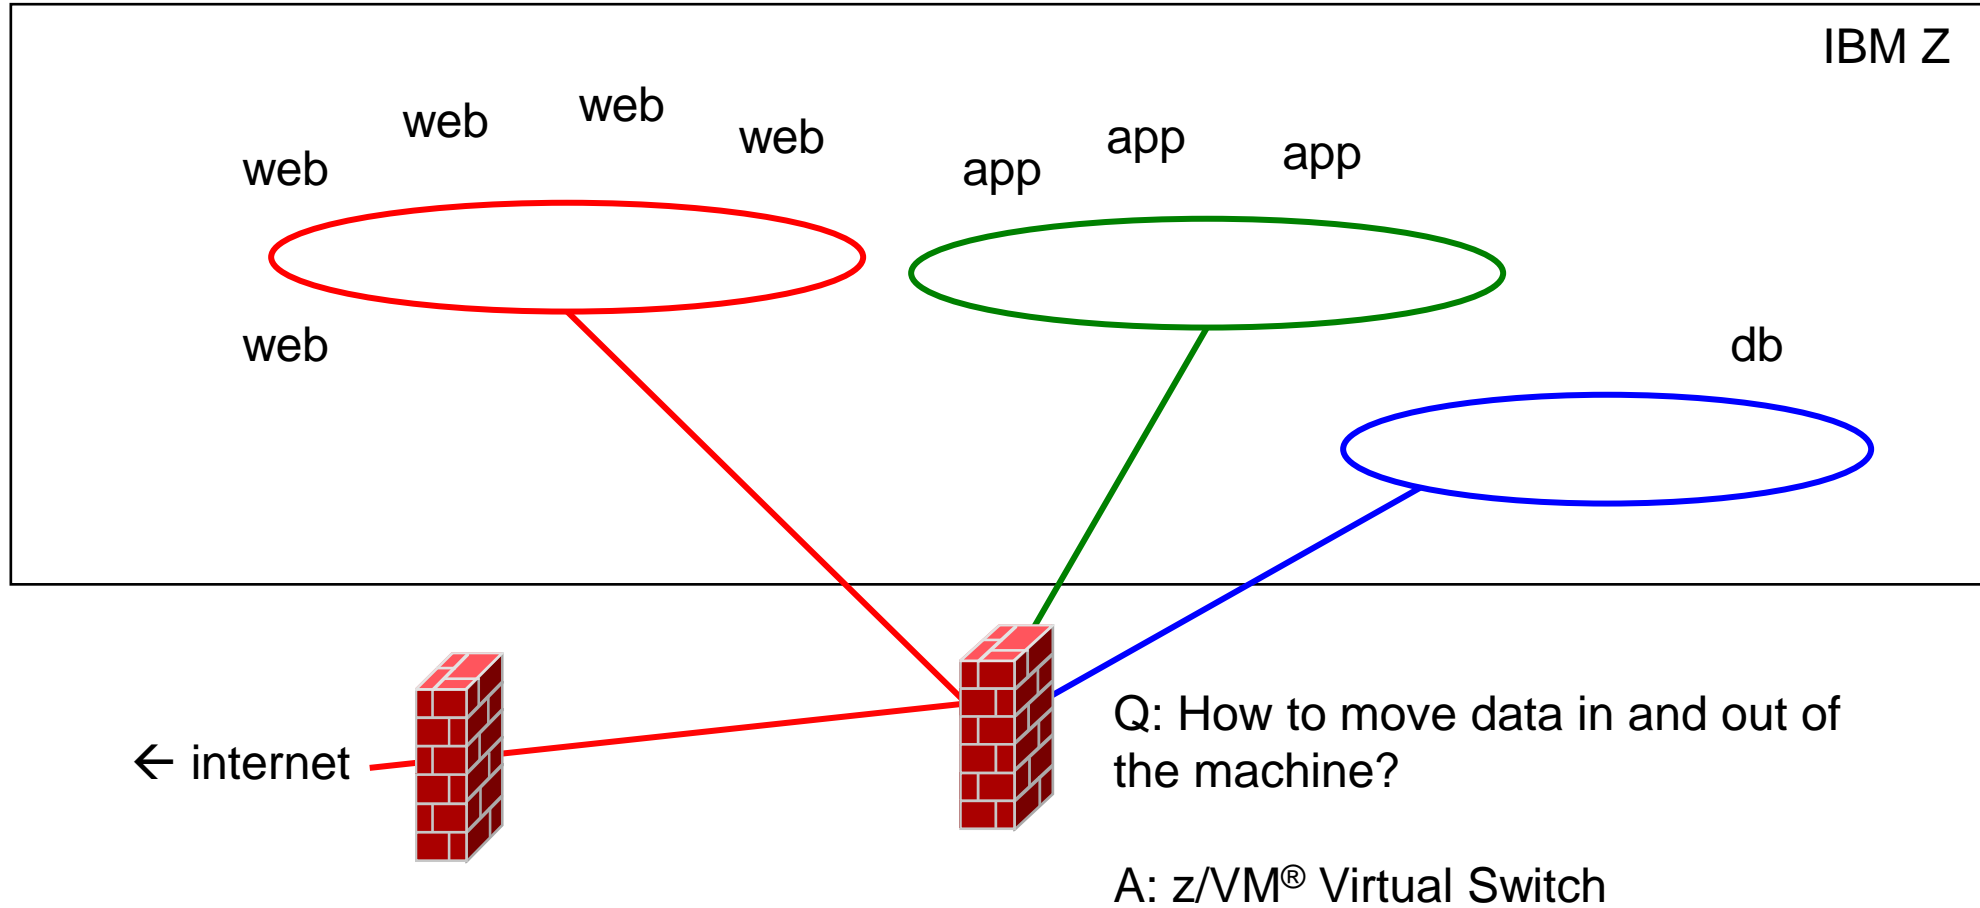 IBM Z
web
web
web
web
app
app
app
web
db
← internet
Q: How to move data in and out of
the machine?
A: z/VM® Virtual Switch